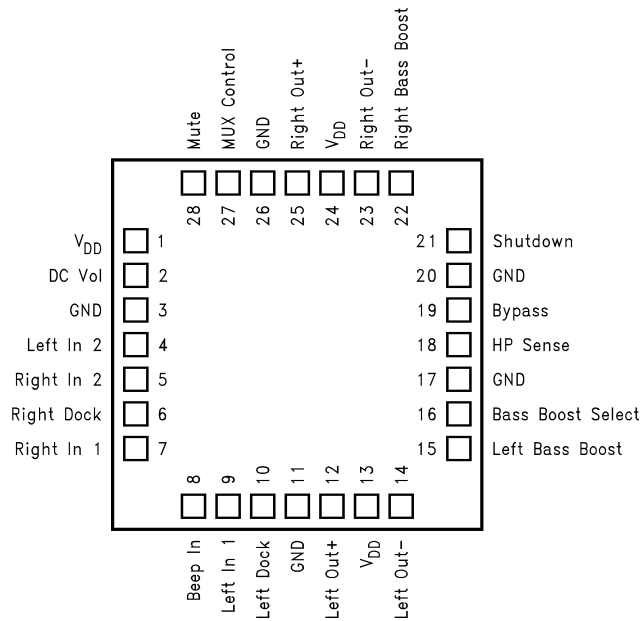 Mute
MUX Control
GND
Right Out+
VDD
Right Out-
Right Bass Boost
28
27
26
25
24
23
22
VDD 1
DC Vol 2
GND 3
Left In 2 4
Right In 2 5
Right Dock 6
Right In 1 7
21 Shutdown
20 GND
19 Bypass
18 HP Sense
17 GND
16 Bass Boost Select
15 Left Bass Boost
8
9
10
11
12
13
14
Beep In
Left In 1
Left Dock
GND
Left Out+
VDD
Left Out-